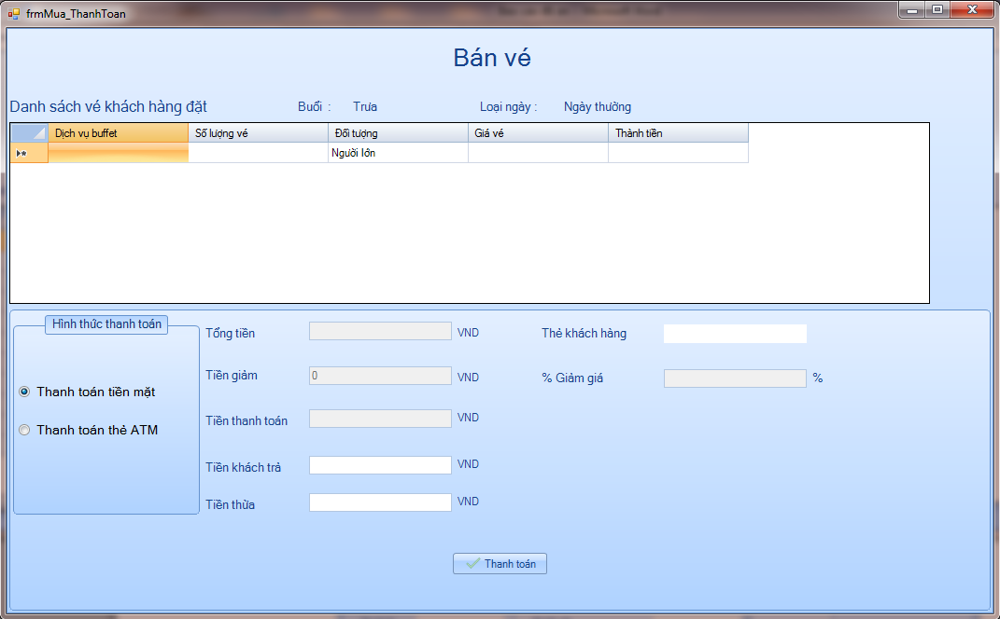 frmMua_ThanhToan
Bán vé
Danh sách vé khách hàng đặt Buổi : Trưa Loại ngày : Ngày thường
Dịch vụ buffet Số lượng vé Đối tượng Giá vé Thành tiền
Người lớn
Hình thức thanh toán
Tổng tiền VND Thẻ khách hàng
Tiền giảm 0 VND % Giảm giá %
Thanh toán tiền mặt
Tiền thanh toán VND
Thanh toán thẻ ATM
Tiền khách trả VND
Tiền thừa VND
Thanh toán